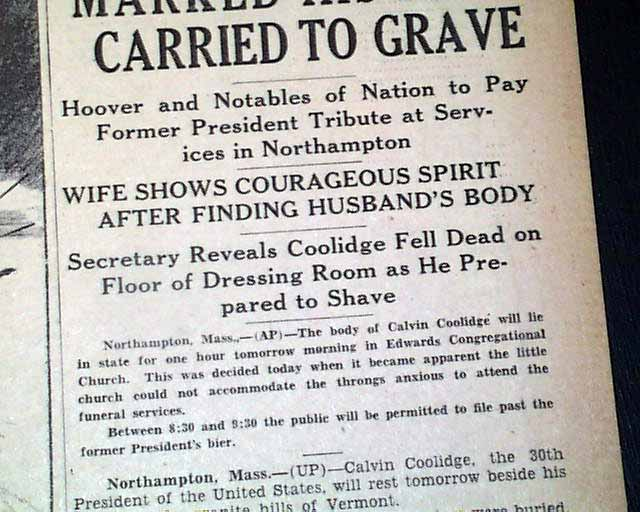 MARKED HIS
CARRIED TO GRAVE
Hoover and Notables of Nation to Pay
Former President Tribute at Serv-
ices in Northampton
WIFE SHOWS COURAGEOUS SPIRIT
AFTER FINDING HUSBAND'S BODY
Secretary Reveals Coolidge Fell Dead on
Floor of Dressing Room as He Pre-
pared to Shave
Northampton, Mass.,—(AP)—The body of Calvin Coolidge will lie
in state for one hour tomorrow morning in Edwards Congregational
Church. This was decided today when it became apparent the little
church could not accommodate the throngs anxious to attend the
funeral services.
Between 8:30 and 9:30 the public will be permitted to file past the
former President's bier.
Northampton, Mass.—(UP)—Calvin Coolidge, the 30th
President of the United States, will rest tomorrow beside his
granite hills of Vermont.
were buried